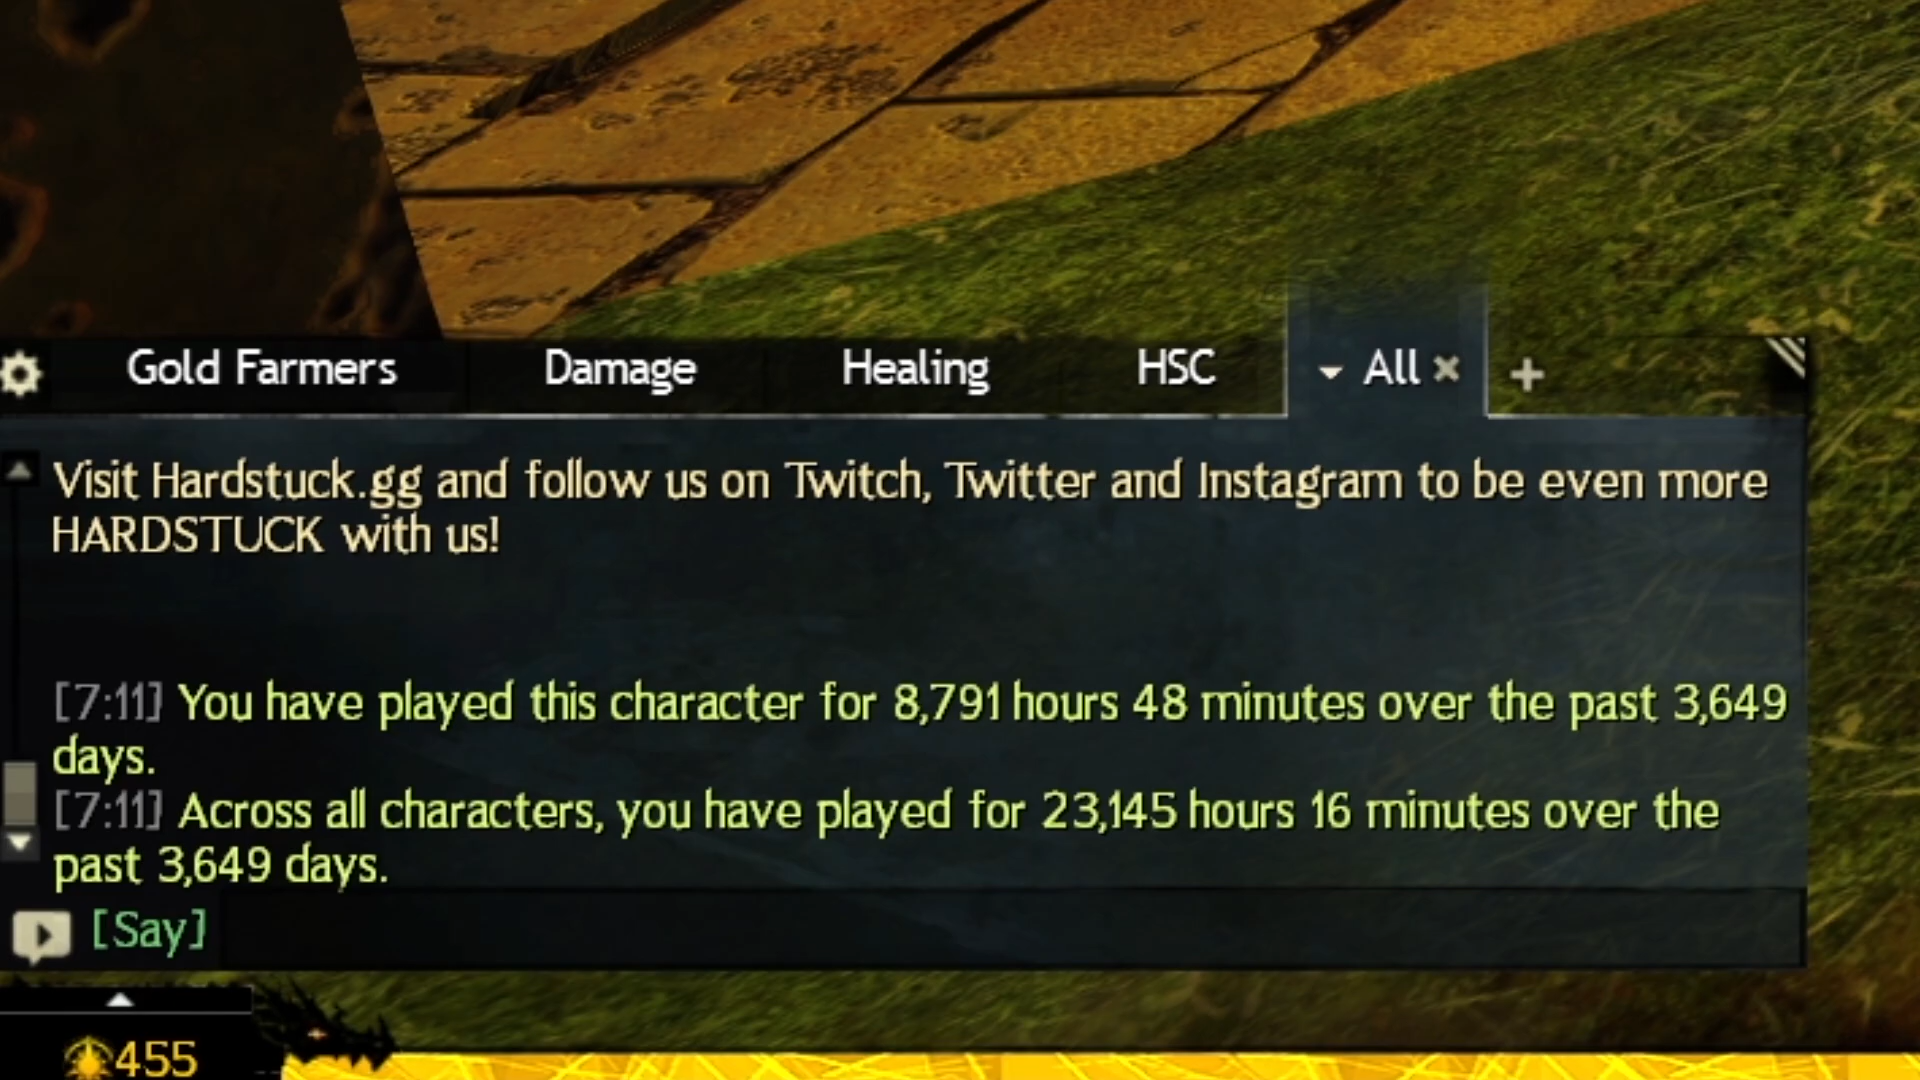 Gold Farmers Damage Healing HSC All
Visit Hardstuck.gg and follow us on Twitch, Twitter and Instagram to be even more
HARDSTUCK with us!
[7:11] You have played this character for 8,791 hours 48 minutes over the past 3,649
days.
[7:11] Across all characters, you have played for 23,145 hours 16 minutes over the
past 3,649 days.
[Say]
455